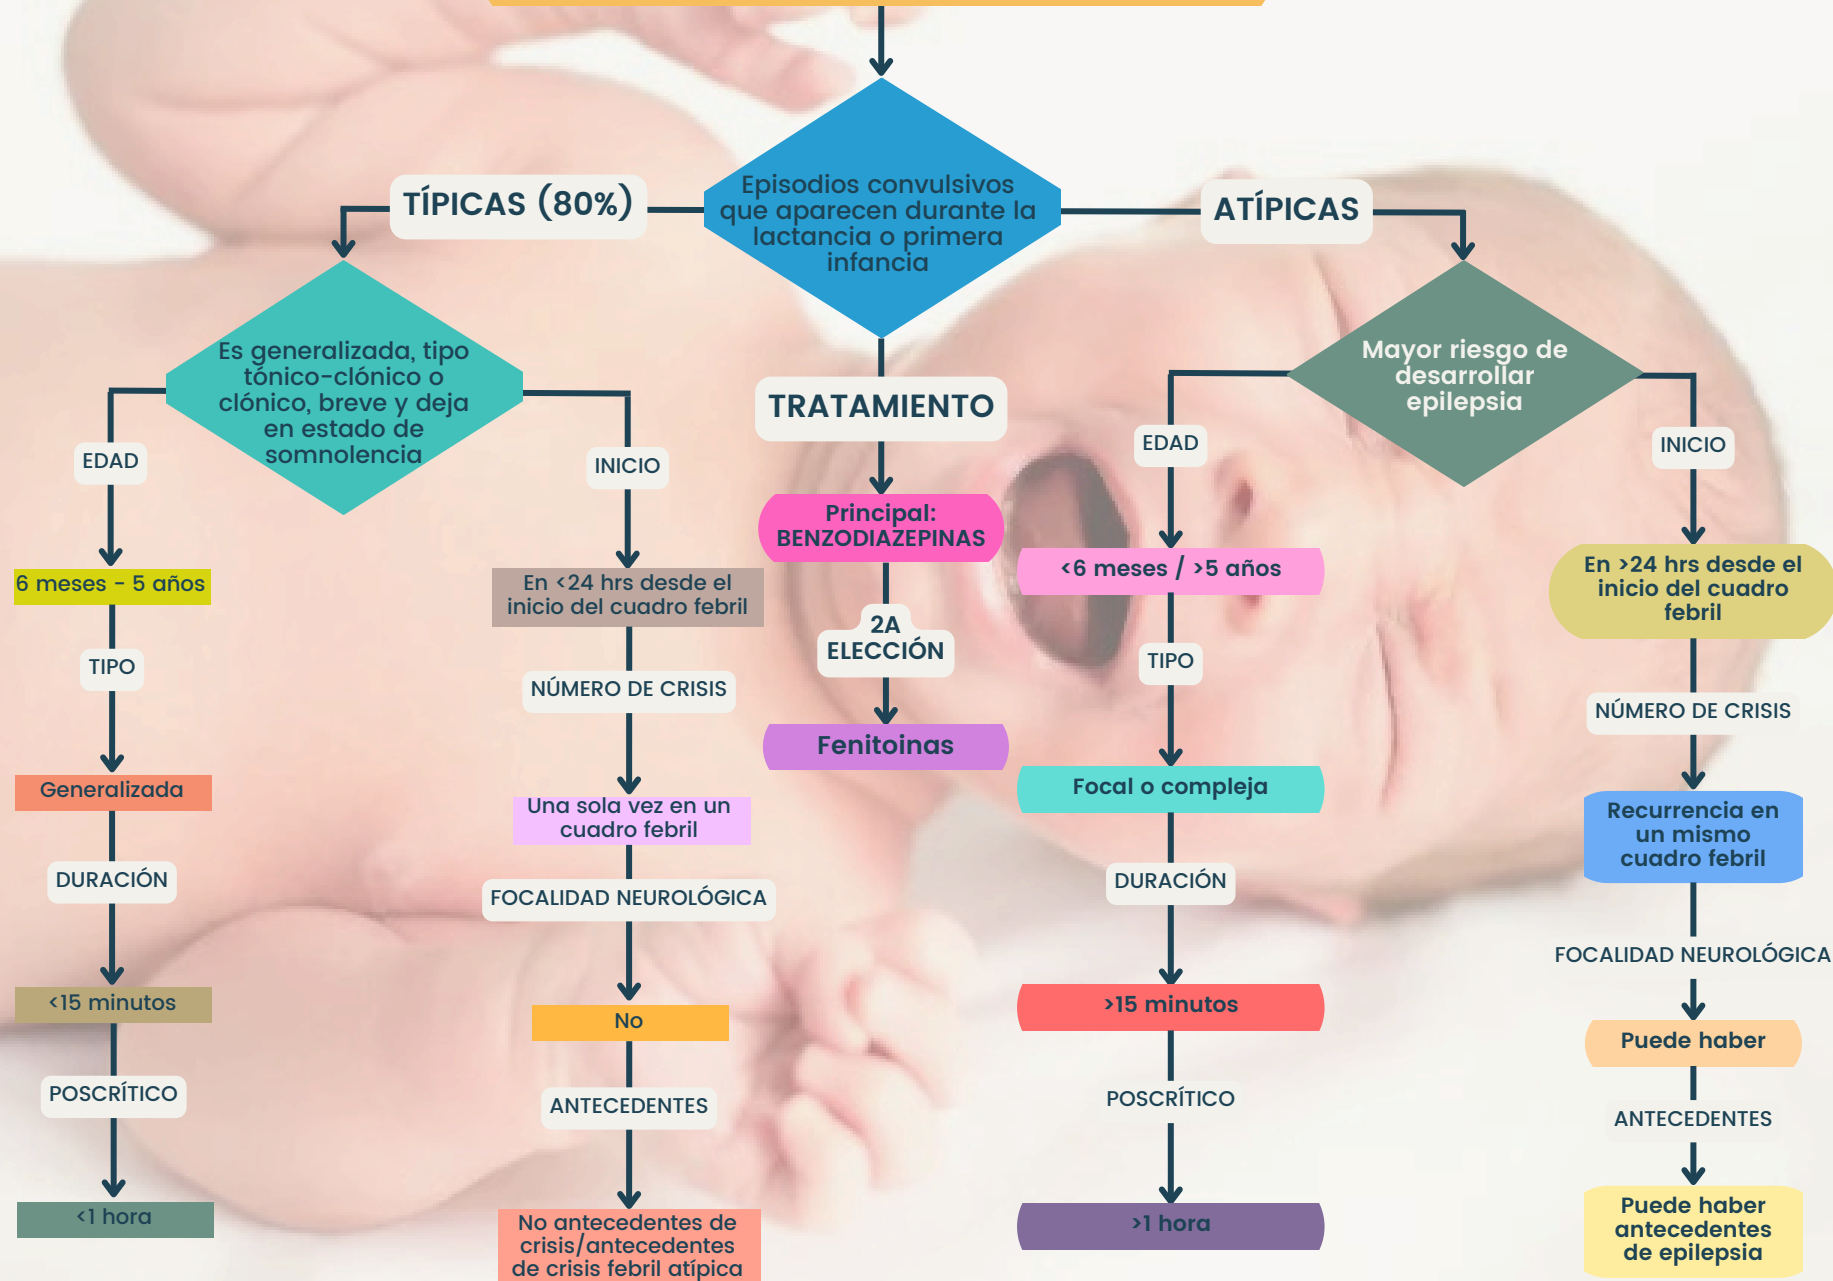 TÍPICAS (80%)
Episodios convulsivos
que aparecen durante la
lactancia o primera
infancia
ATÍPICAS
Es generalizada, tipo
tónico-clónico o
clónico, breve y deja
en estado de
somnolencia
EDAD
6 meses - 5 años
TIPO
Generalizada
DURACIÓN
<15 minutos
POSCRÍTICO
<1 hora
INICIO
En <24 hrs desde el
inicio del cuadro febril
NÚMERO DE CRISIS
Una sola vez en un
cuadro febril
FOCALIDAD NEUROLÓGICA
No
ANTECEDENTES
No antecedentes de
crisis/antecedentes
de crisis febril atípica
TRATAMIENTO
Principal:
BENZODIAZEPINAS
2A
ELECCIÓN
Fenitoinas
Mayor riesgo de
desarrollar
epilepsia
EDAD
<6 meses / >5 años
TIPO
Focal o compleja
DURACIÓN
>15 minutos
POSCRÍTICO
>1 hora
INICIO
En >24 hrs desde el
inicio del cuadro
febril
NÚMERO DE CRISIS
Recurrencia en
un mismo
cuadro febril
FOCALIDAD NEUROLÓGICA
Puede haber
ANTECEDENTES
Puede haber
antecedentes
de epilepsia